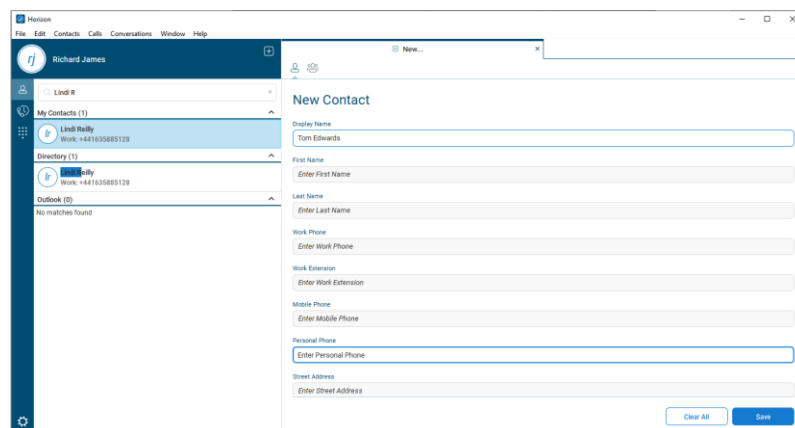 Horizon
File Edit Contacts Calls Conversations Window Help
rj
Richard James
Lindi R
My Contacts (1)
lr
Lindi Reilly
Work: +441635885128
Directory (1)
lr
Lindi Reilly
Work: +441635885128
Outlook (0)
No matches found
New...
New Contact
Display Name
Tom Edwards
First Name
Enter First Name
Last Name
Enter Last Name
Work Phone
Enter Work Phone
Work Extension
Enter Work Extension
Mobile Phone
Enter Mobile Phone
Personal Phone
Enter Personal Phone
Street Address
Enter Street Address
Clear All
Save